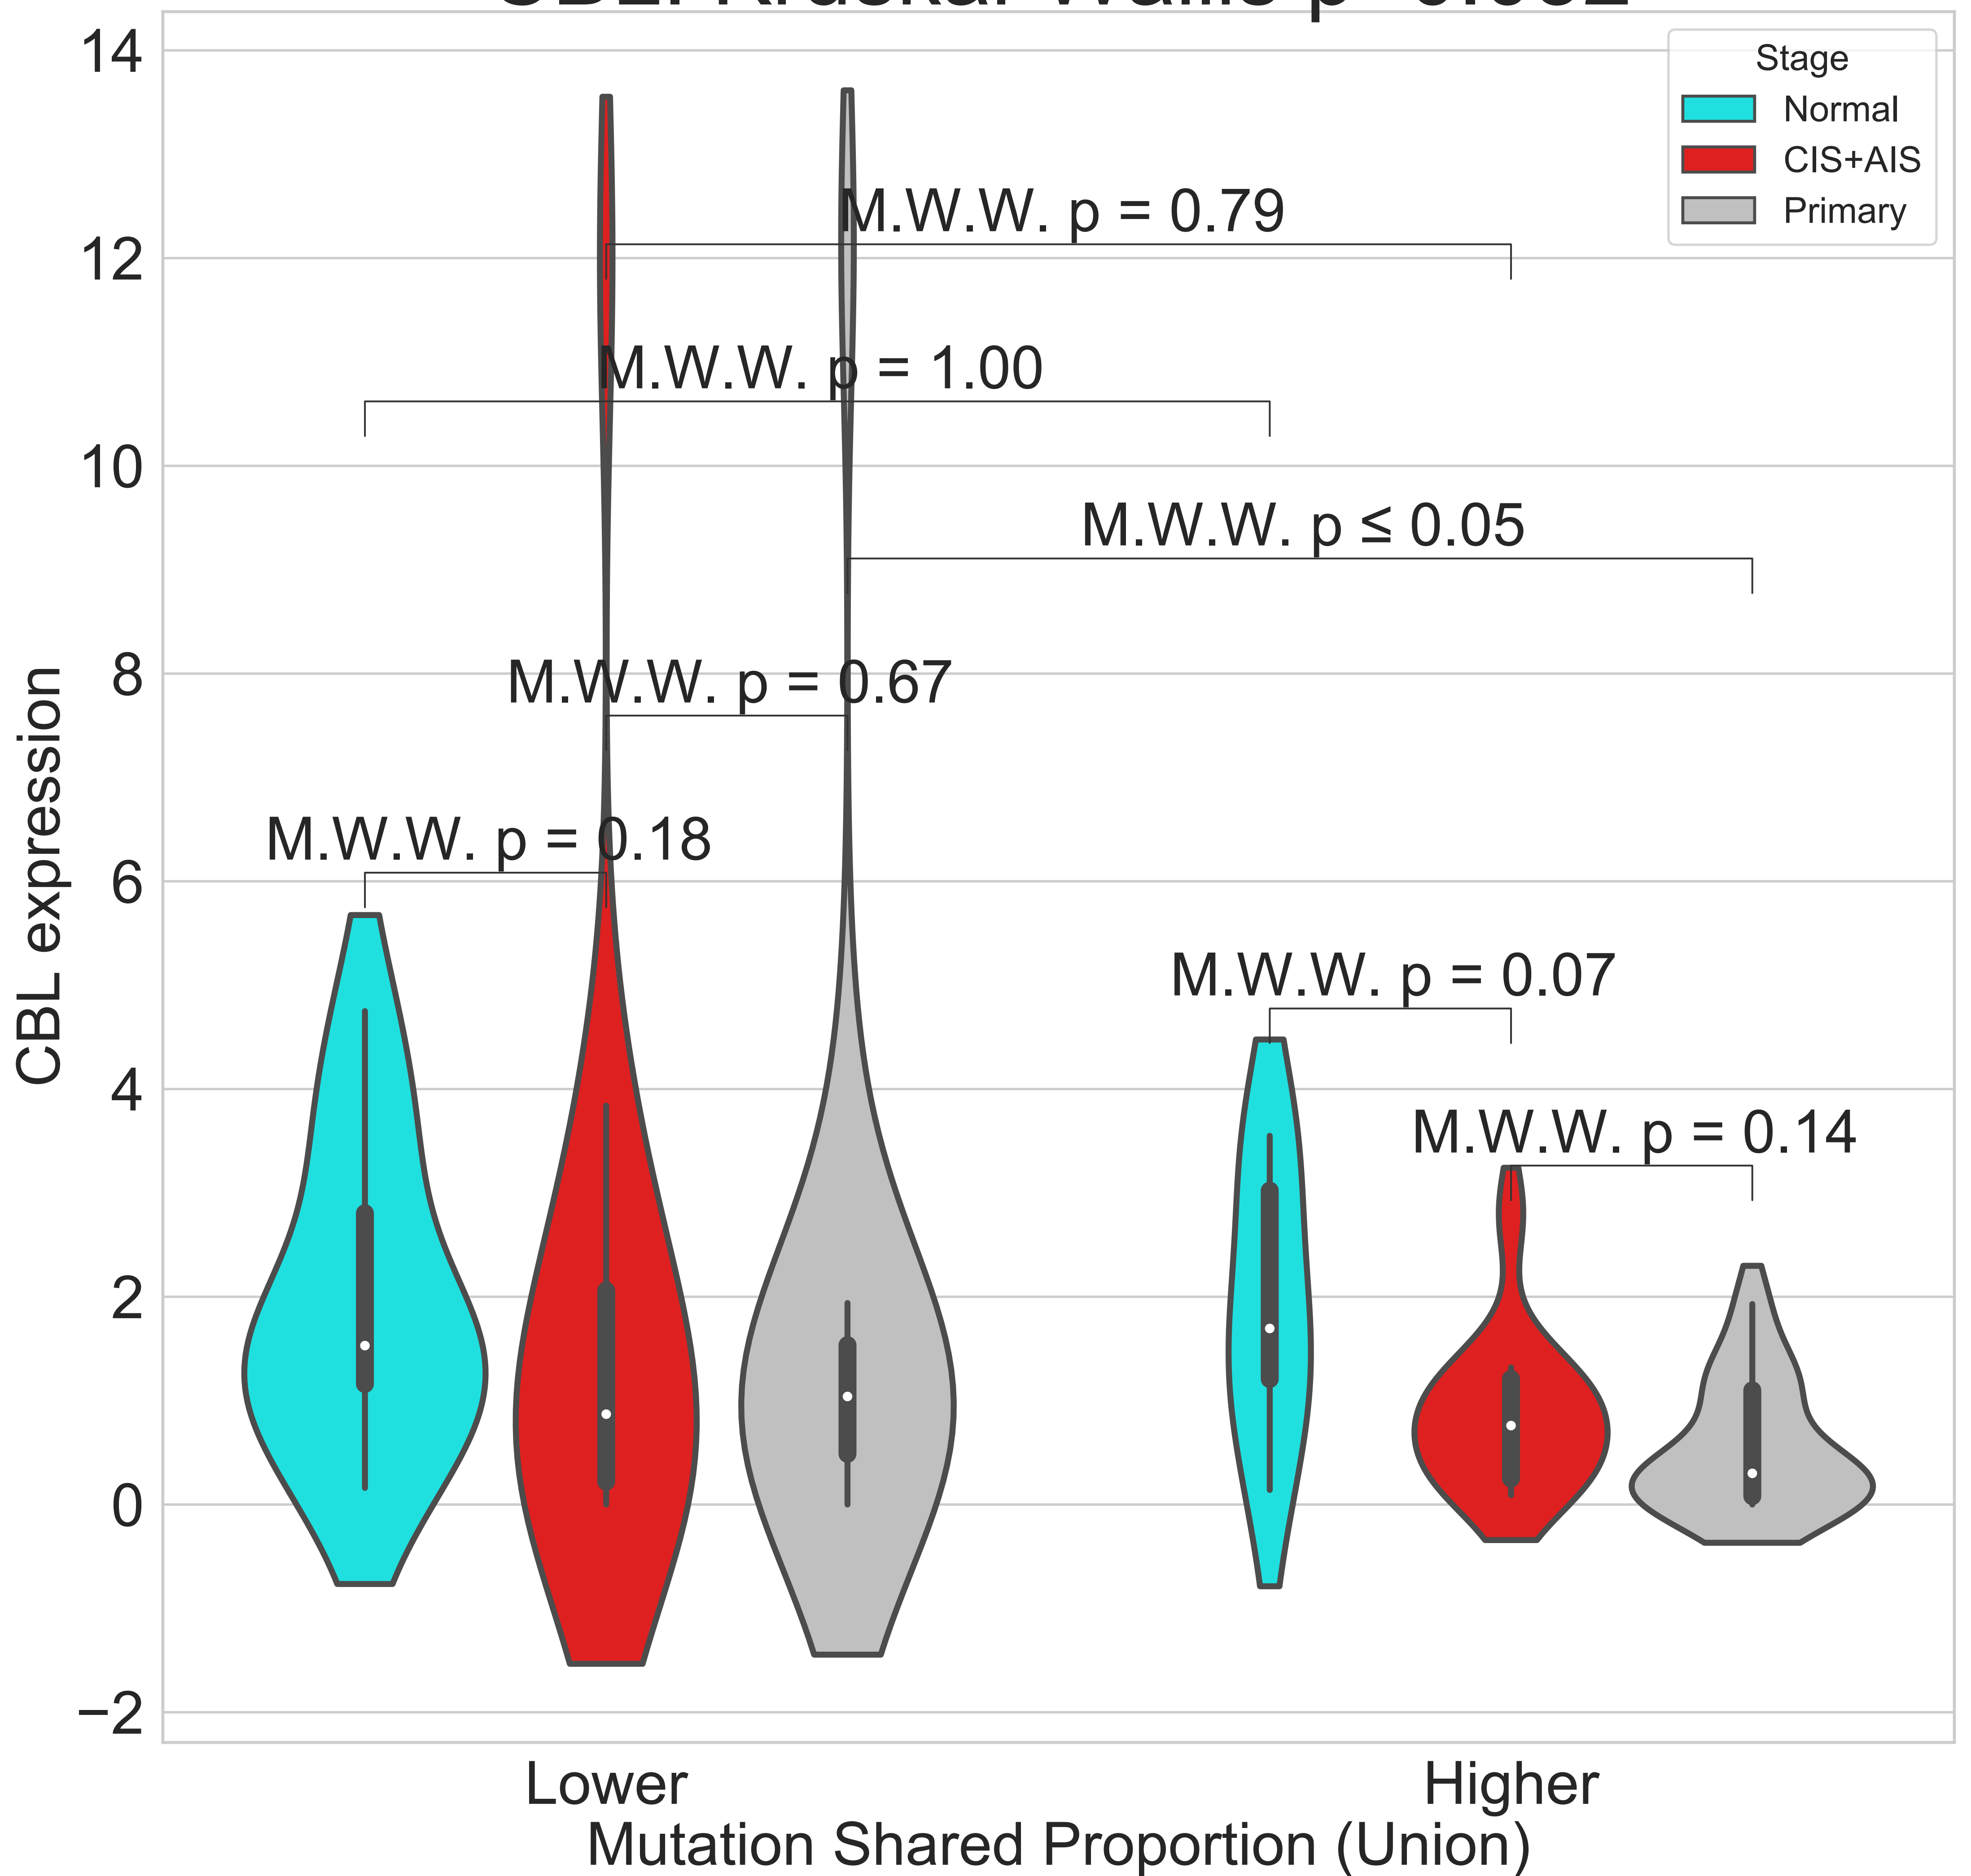 14
12
10
8
6
4
2
0
−2
CBL expression
Stage
Normal
CIS+AIS
Primary
M.W.W. p = 0.79
M.W.W. p = 1.00
M.W.W. p ≤ 0.05
M.W.W. p = 0.67
M.W.W. p = 0.18
M.W.W. p = 0.07
M.W.W. p = 0.14
Lower
Higher
Mutation Shared Proportion (Union)